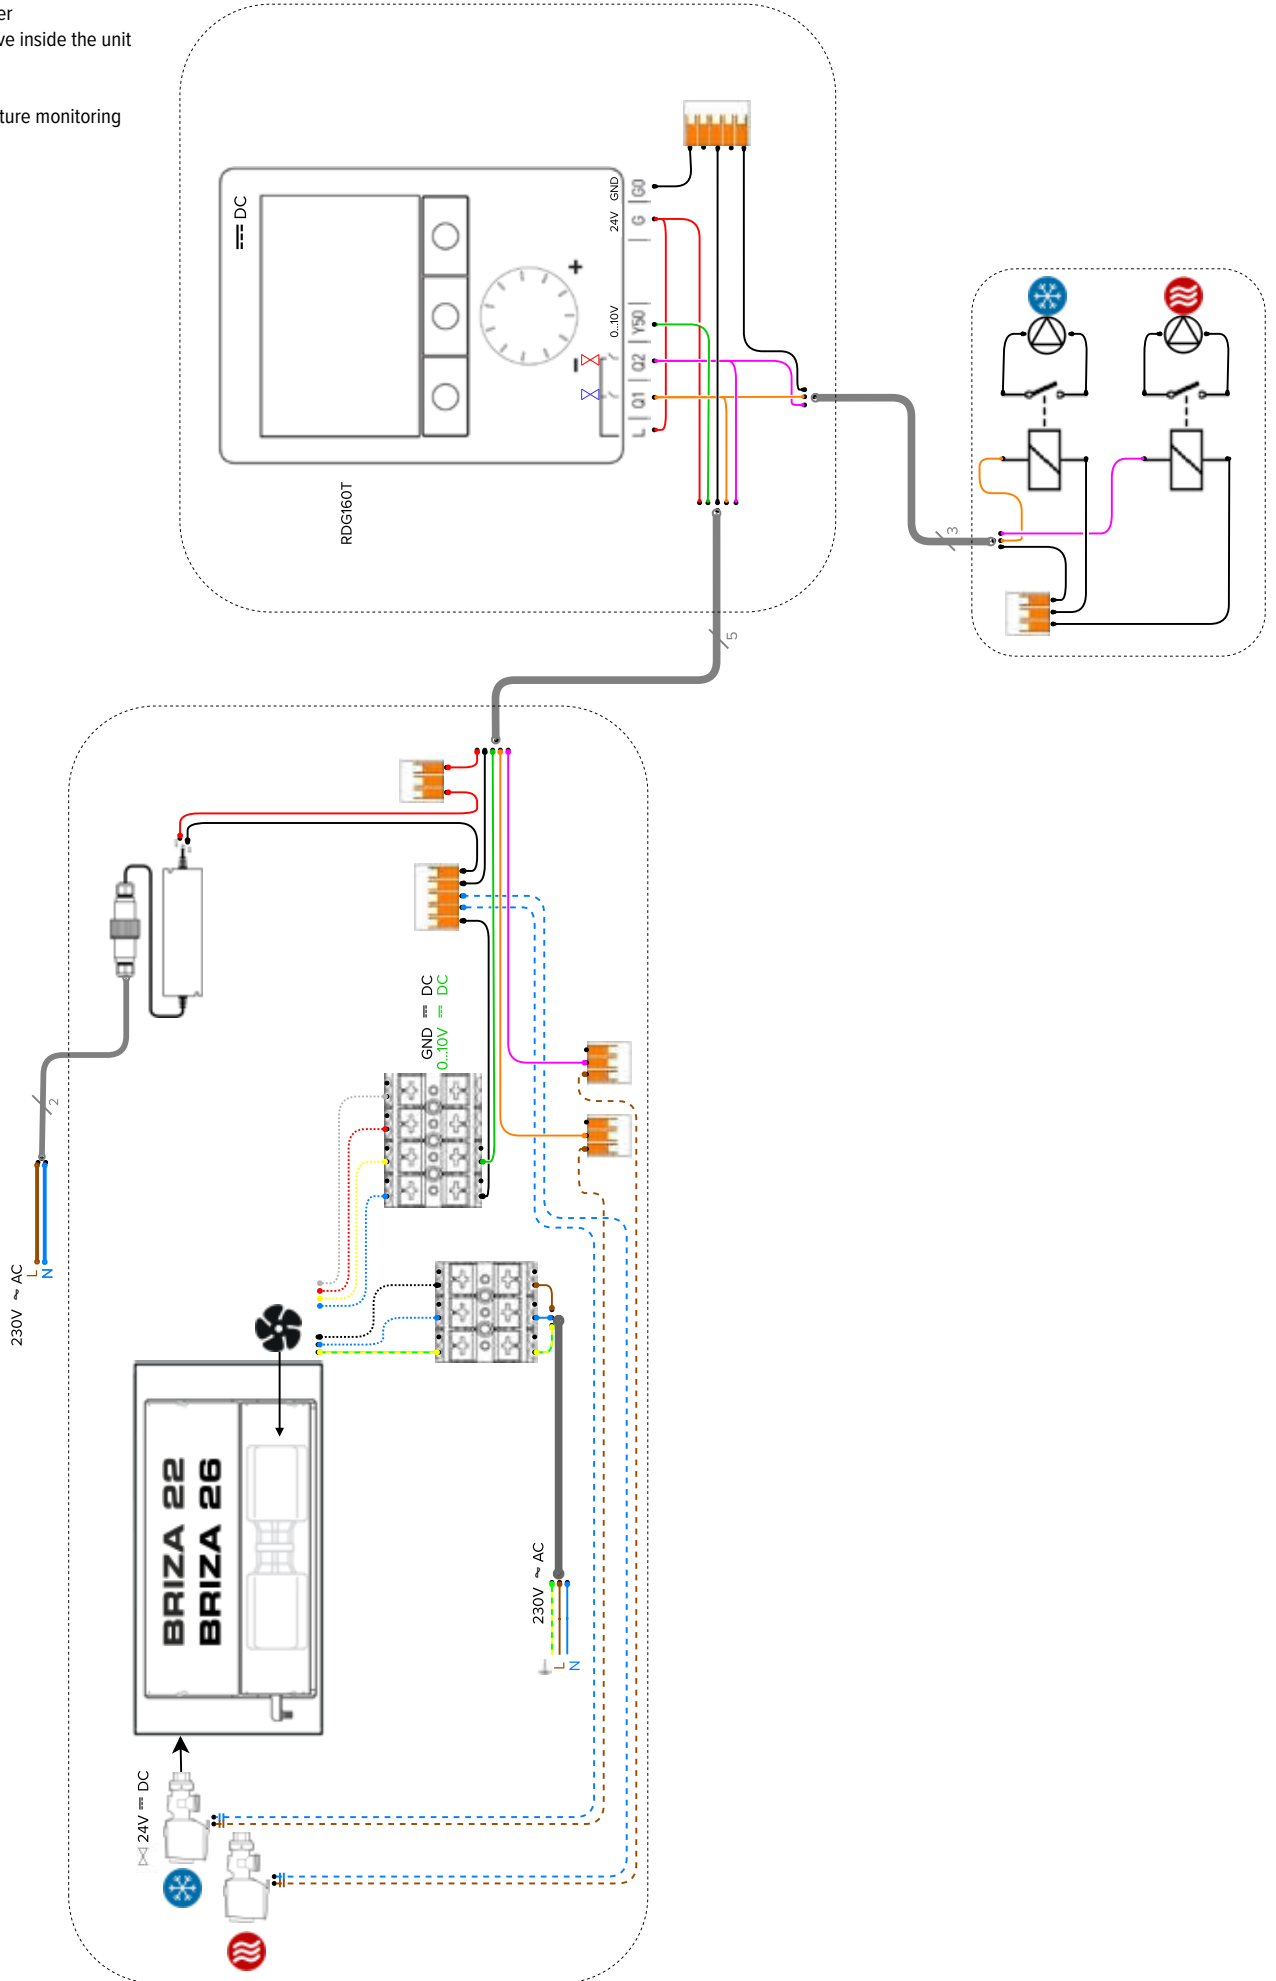 er
ve inside the unit
ture monitoring
DC
GND
24V
0...10V
G0
G
Y50
Q2
Q1
L
+
-
RDG160T
3
5
2
GND DC
0...10V DC
230V ~ AC
L
N
BRIZA 22
BRIZA 26
230V ~ AC
L
N
24V DC